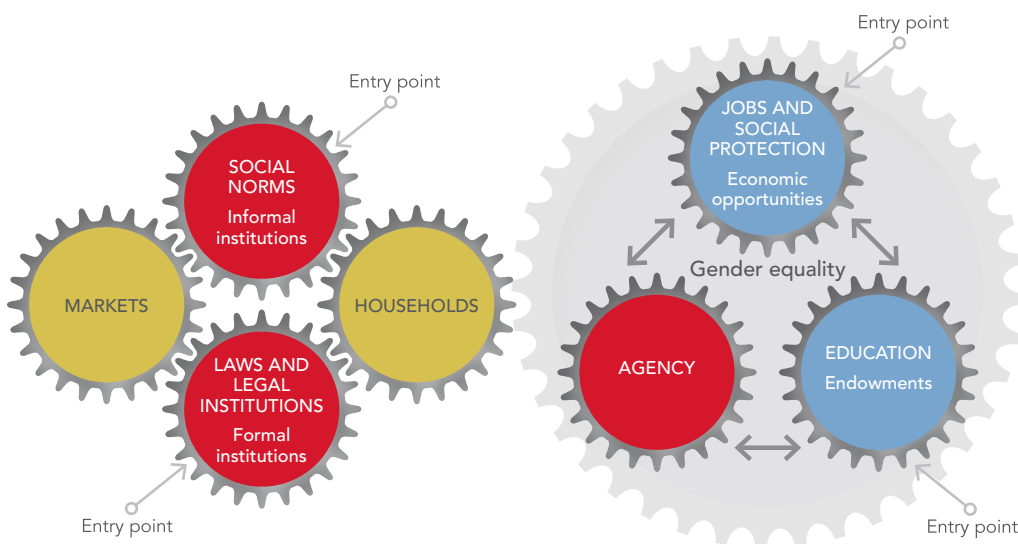 Entry point
SOCIAL
NORMS
Informal
institutions
MARKETS
HOUSEHOLDS
LAWS AND
LEGAL
INSTITUTIONS
Formal
institutions
Entry point
Entry point
JOBS AND
SOCIAL
PROTECTION
Economic
opportunities
Gender equality
AGENCY
EDUCATION
Endowments
Entry point